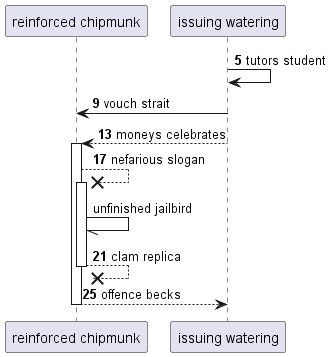 reinforced chipmunk
issuing watering
5 tutors student
9 vouch strait
13 moneys celebrates
17 nefarious slogan
unfinished jailbird
21 clam replica
25 offence becks
reinforced chipmunk
issuing watering